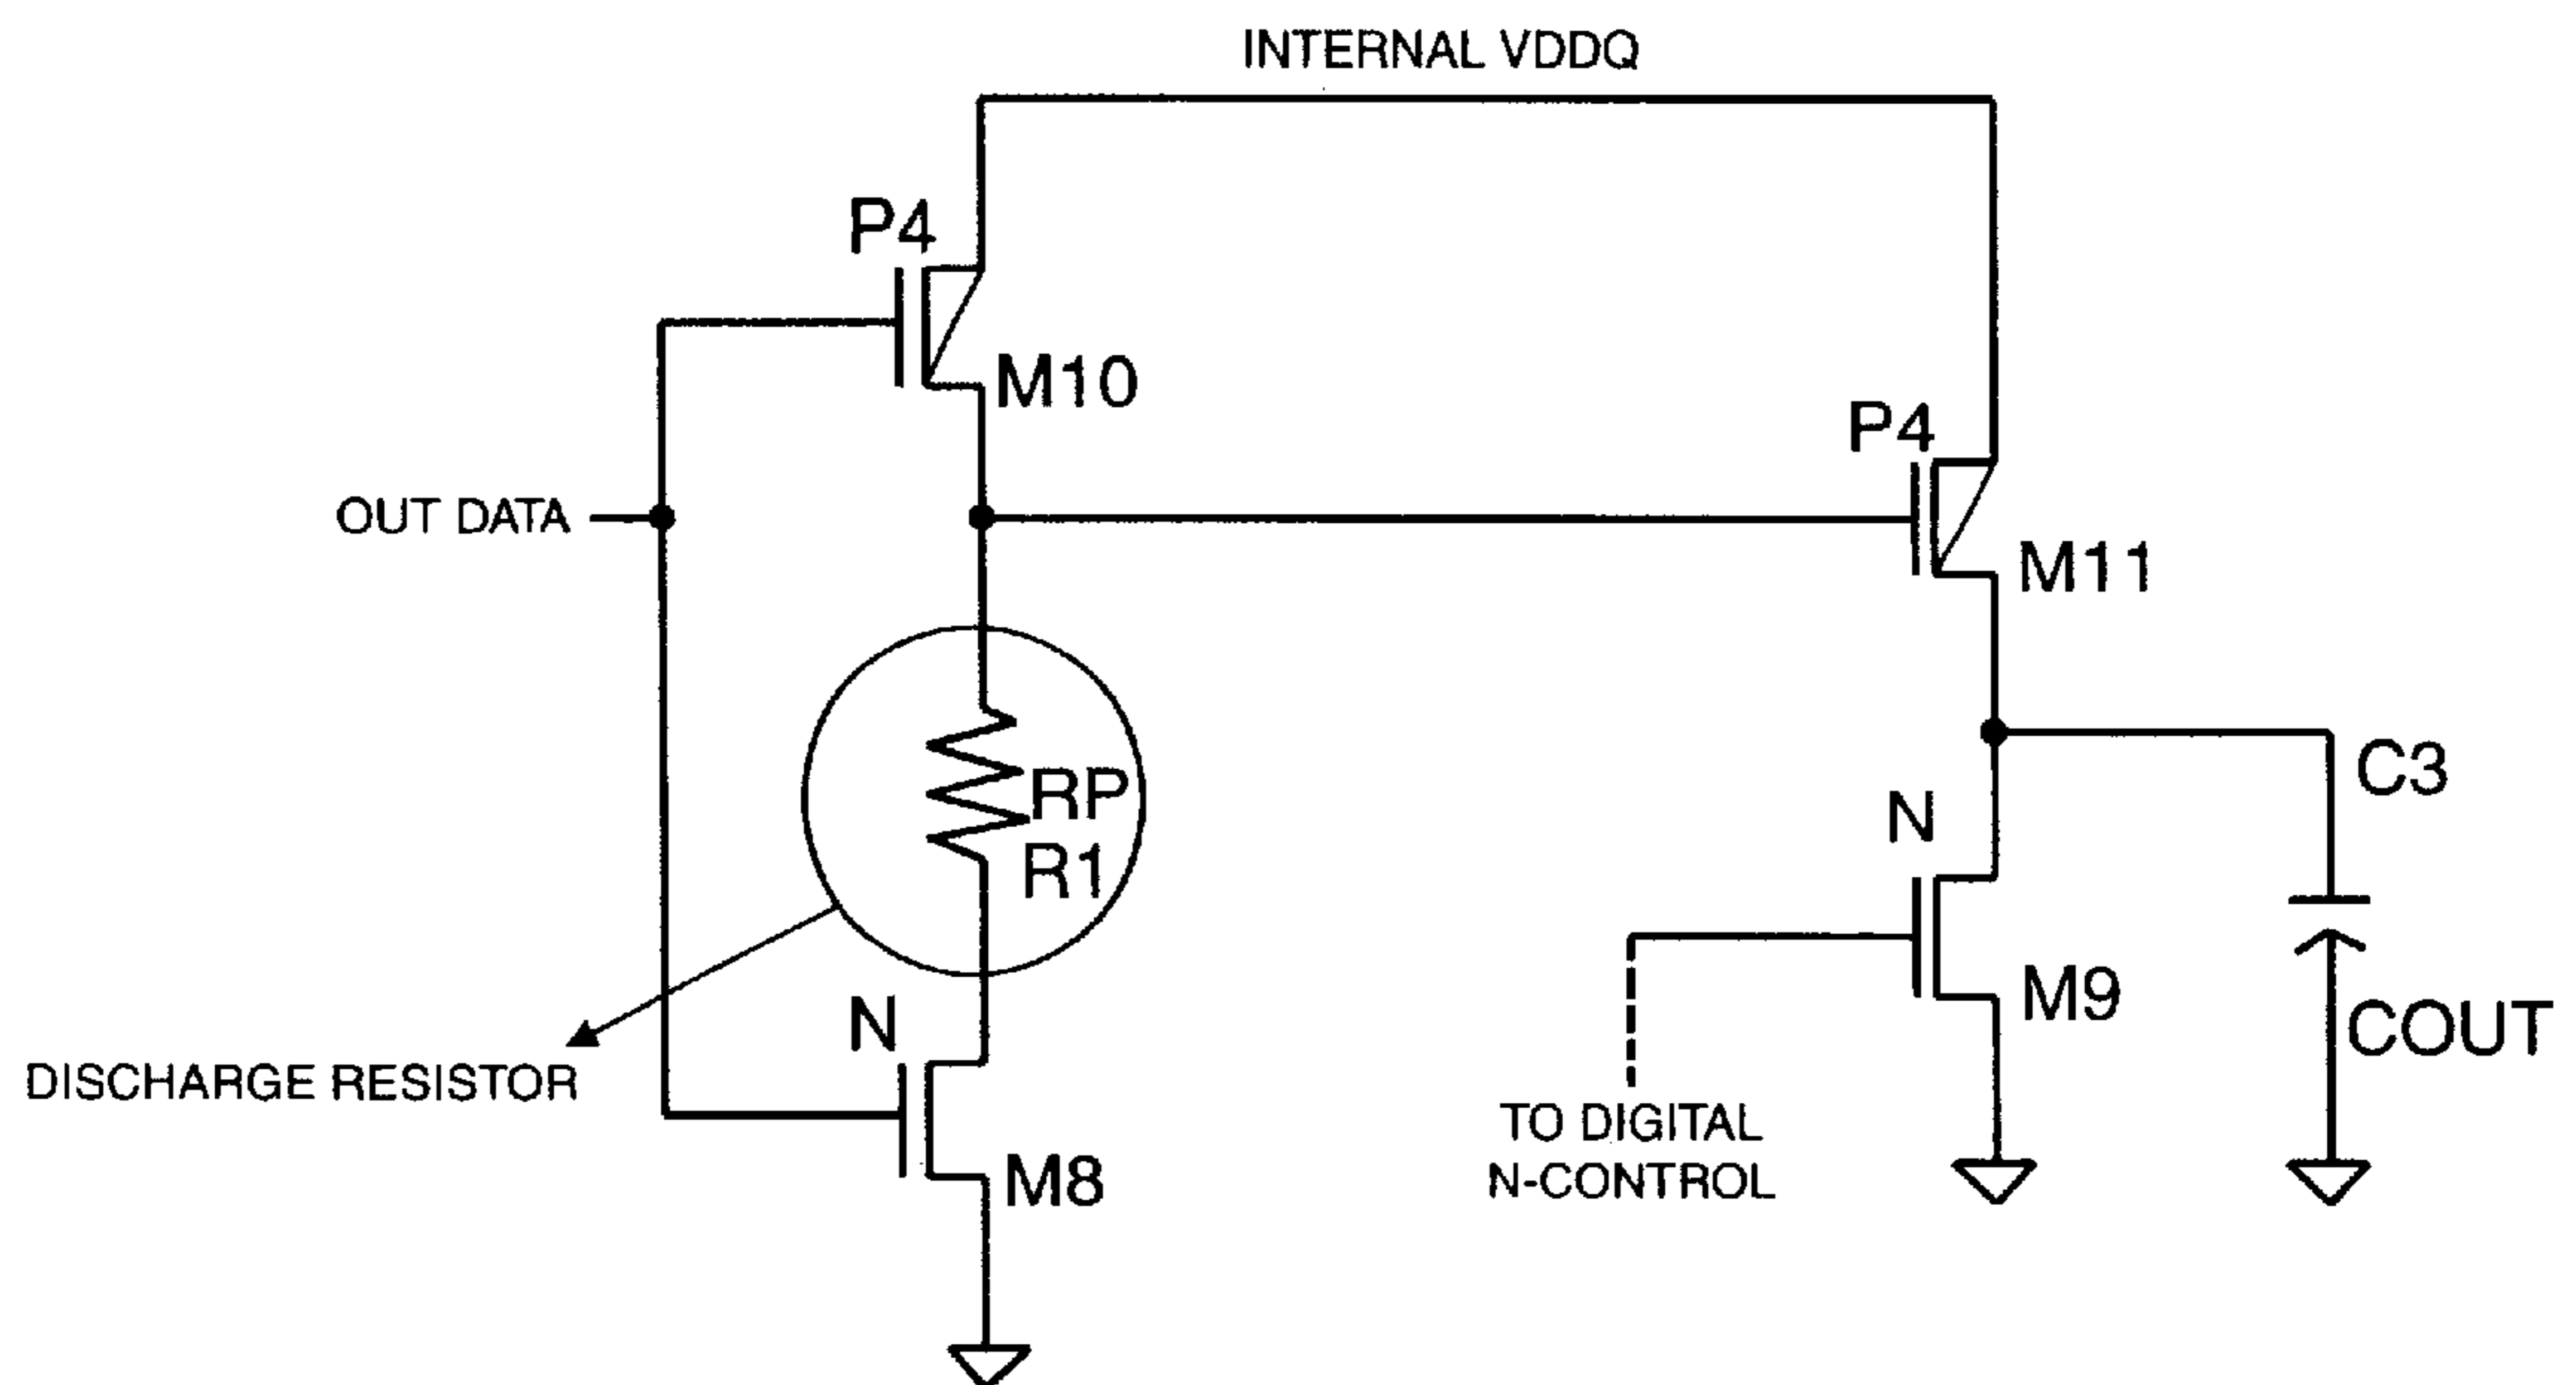 INTERNAL VDDQ
P4
M10
P4
OUT DATA
M11
RP
R1
C3
N
M9
N
COUT
DISCHARGE RESISTOR
TO DIGITAL
N-CONTROL
M8